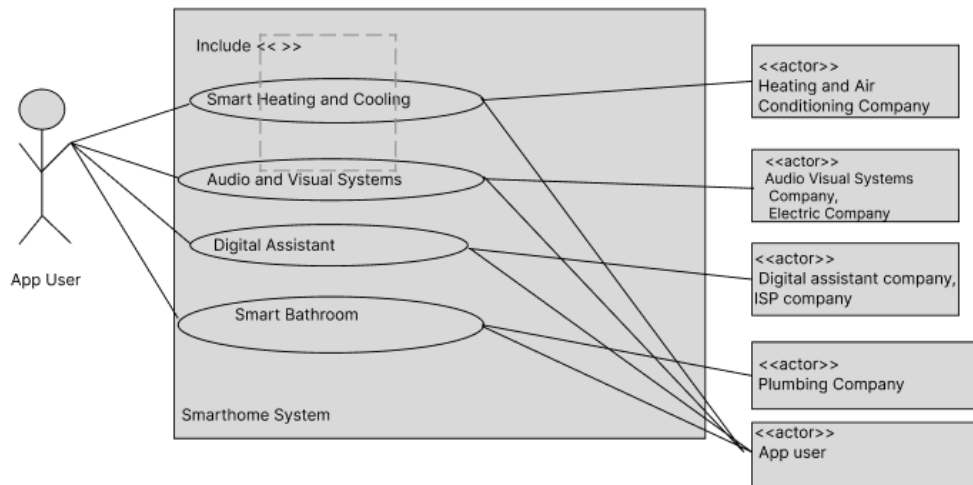 Include << >>
Smart Heating and Cooling
Audio and Visual Systems
Digital Assistant
Smart Bathroom
Smarthome System
App User
<<actor>>
Heating and Air
Conditioning Company
<<actor>>
Audio Visual Systems
Company,
Electric Company
<<actor>>
Digital assistant company,
ISP company
<<actor>>
Plumbing Company
<<actor>>
App user